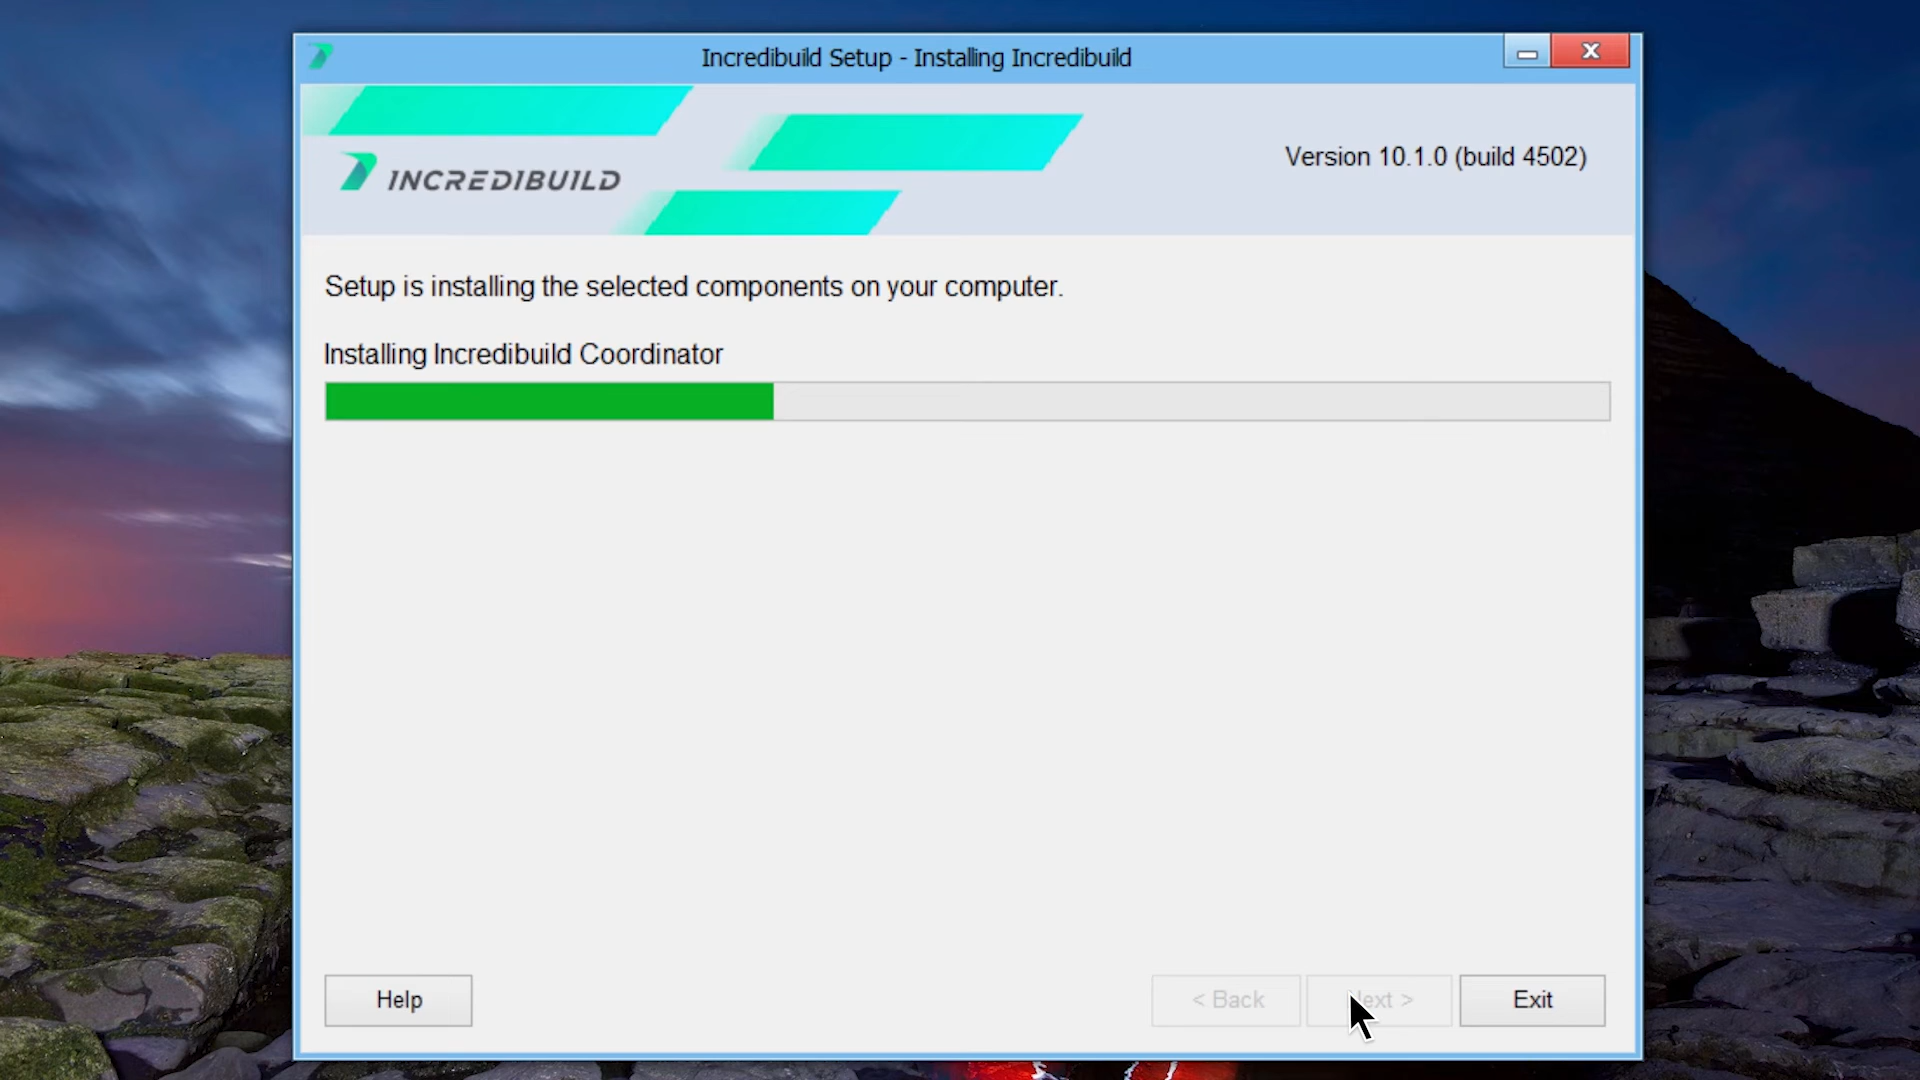 Incredibuild Setup - Installing Incredibuild
INCREDIBUILD
Version 10.1.0 (build 4502)
Setup is installing the selected components on your computer.
Installing Incredibuild Coordinator
Help
< Back
Next >
Exit